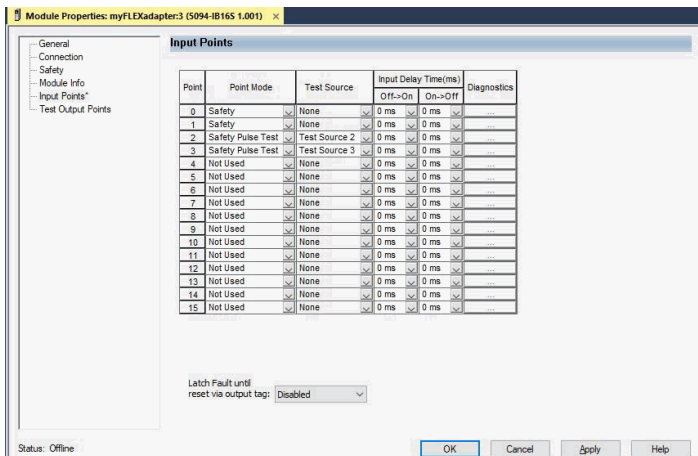 Module Properties: myFLEXadapter:3 (5094-IB16S 1.001) ×
General
Connection
Safety
Module Info
Input Points*
Test Output Points
Input Points
Point Point Mode Test Source Input Delay Time(ms) Diagnostics
Off->On On->Off
0 Safety None 0 ms 0 ms ...
1 Safety None 0 ms 0 ms ...
2 Safety Pulse Test Test Source 2 0 ms 0 ms ...
3 Safety Pulse Test Test Source 3 0 ms 0 ms ...
4 Not Used None 0 ms 0 ms ...
5 Not Used None 0 ms 0 ms ...
6 Not Used None 0 ms 0 ms ...
7 Not Used None 0 ms 0 ms ...
8 Not Used None 0 ms 0 ms ...
9 Not Used None 0 ms 0 ms ...
10 Not Used None 0 ms 0 ms ...
11 Not Used None 0 ms 0 ms ...
12 Not Used None 0 ms 0 ms ...
13 Not Used None 0 ms 0 ms ...
14 Not Used None 0 ms 0 ms ...
15 Not Used None 0 ms 0 ms ...
Latch Fault until
reset via output tag: Disabled
Status: Offline
OK Cancel Apply Help